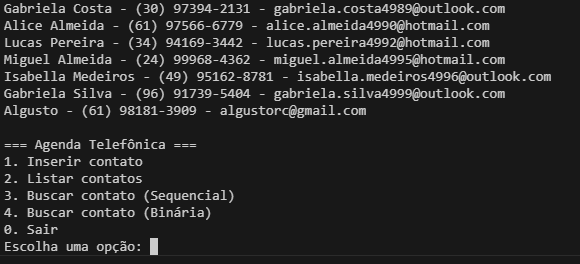 Gabriela Costa - (30) 97394-2131 - gabriela.costa4989@outlook.com
Alice Almeida - (61) 97566-6779 - alice.almeida4990@hotmail.com
Lucas Pereira - (34) 94169-3442 - lucas.pereira4992@hotmail.com
Miguel Almeida - (24) 99968-4362 - miguel.almeida4995@hotmail.com
Isabella Medeiros - (49) 95162-8781 - isabella.medeiros4996@outlook.com
Gabriela Silva - (96) 91739-5404 - gabriela.silva4999@outlook.com
Algusto - (61) 98181-3909 - algustorc@gmail.com
=== Agenda Telefônica ===
1. Inserir contato
2. Listar contatos
3. Buscar contato (Sequencial)
4. Buscar contato (Binária)
0. Sair
Escolha uma opção: